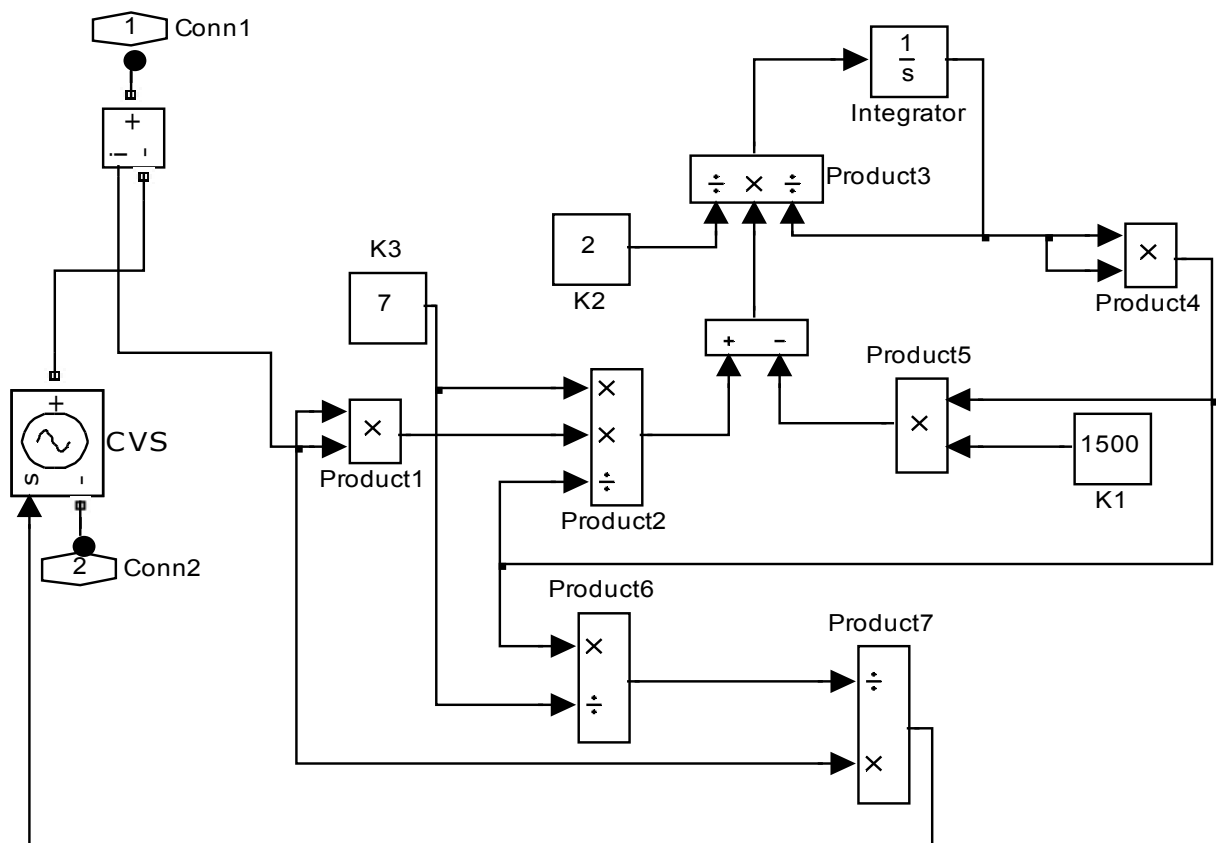 1 Conn1
+
i -
1
s
Integrator
÷ × ÷
Product3
2
K2
K3
7
×
Product4
+ -
Product5
×
1500
K1
+
CVS
s -
2 Conn2
×
Product1
×
×
÷
Product2
Product6
×
÷
Product7
÷
×